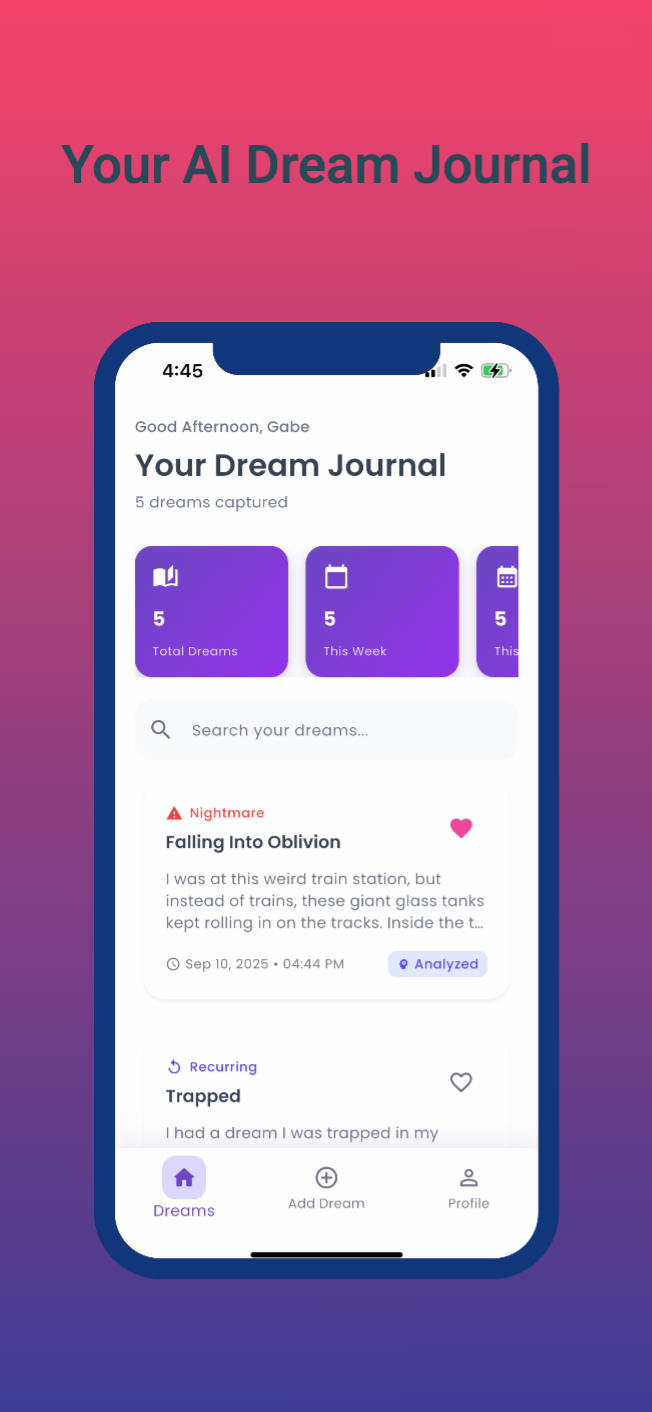 Your AI Dream Journal
4:45
Good Afternoon, Gabe
Your Dream Journal
5 dreams captured
5
Total Dreams
5
This Week
5
This
Search your dreams...
Nightmare
Falling Into Oblivion
I was at this weird train station, but
instead of trains, these giant glass tanks
kept rolling in on the tracks. Inside the t...
Sep 10, 2025 • 04:44 PM
Analyzed
Recurring
Trapped
I had a dream I was trapped in my
Dreams
Add Dream
Profile